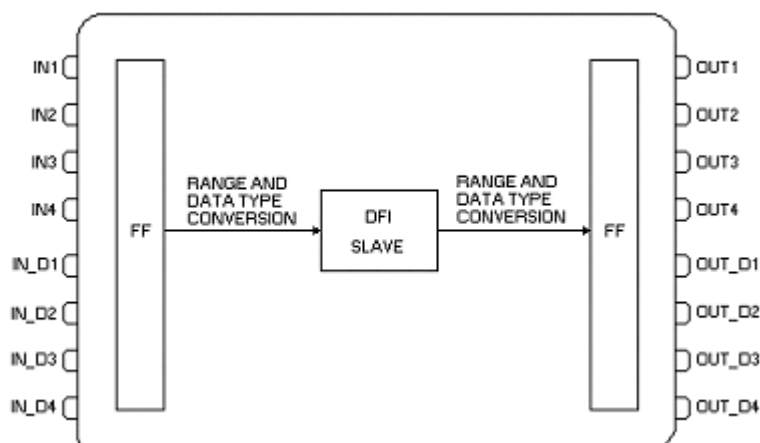 IN1
IN2
IN3
IN4
IN_D1
IN_D2
IN_D3
IN_D4
FF
RANGE AND
DATA TYPE
CONVERSION
DFI
SLAVE
RANGE AND
DATA TYPE
CONVERSION
FF
OUT1
OUT2
OUT3
OUT4
OUT_D1
OUT_D2
OUT_D3
OUT_D4